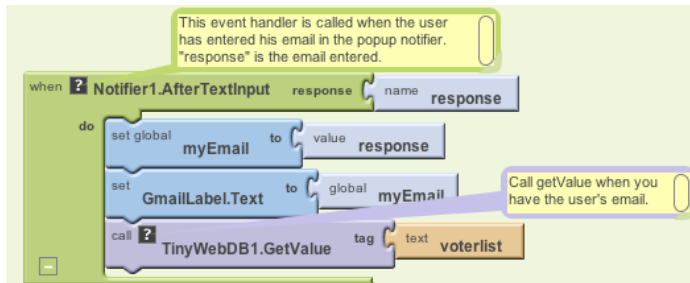 This event handler is called when the user
has entered his email in the popup notifier.
"response" is the email entered.
when ? Notifier1.AfterTextInput response name response
do
set global myEmail to value response
set GmailLabel.Text to global myEmail
Call getValue when you
have the user's email.
call ? TinyWebDB1.GetValue tag text voterlist